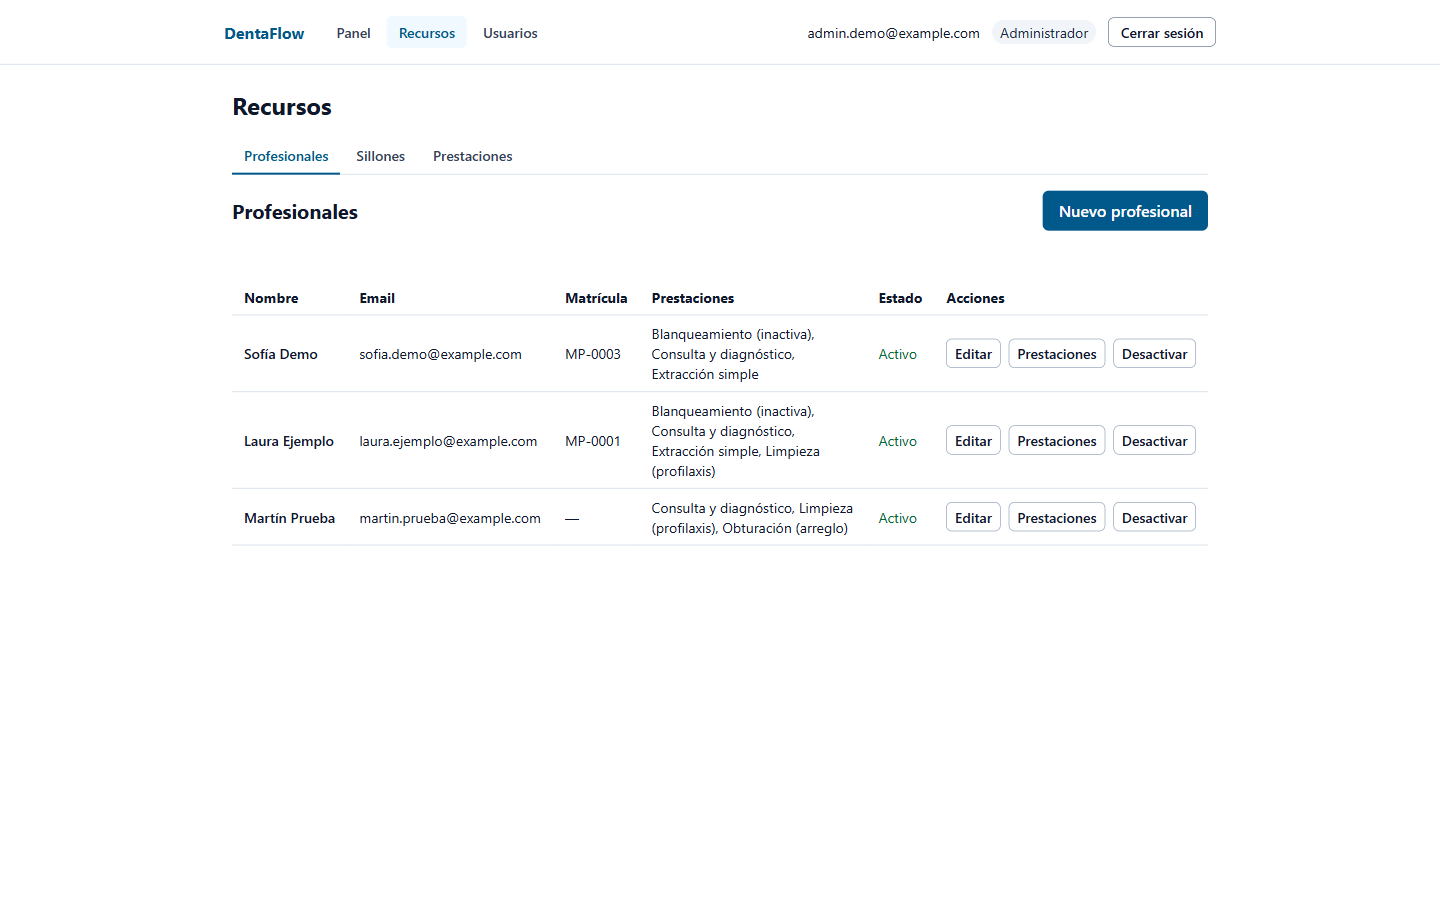 DentaFlow Panel Recursos Usuarios admin.demo@example.com Administrador Cerrar sesión
Recursos
Profesionales Sillones Prestaciones
Profesionales Nuevo profesional
Nombre Email Matrícula Prestaciones Estado Acciones
Sofía Demo sofia.demo@example.com MP-0003 Blanqueamiento (inactiva),
Consulta y diagnóstico,
Extracción simple Activo Editar Prestaciones Desactivar
Laura Ejemplo laura.ejemplo@example.com MP-0001 Blanqueamiento (inactiva),
Consulta y diagnóstico,
Extracción simple, Limpieza
(profilaxis) Activo Editar Prestaciones Desactivar
Martín Prueba martin.prueba@example.com — Consulta y diagnóstico, Limpieza
(profilaxis), Obturación (arreglo) Activo Editar Prestaciones Desactivar